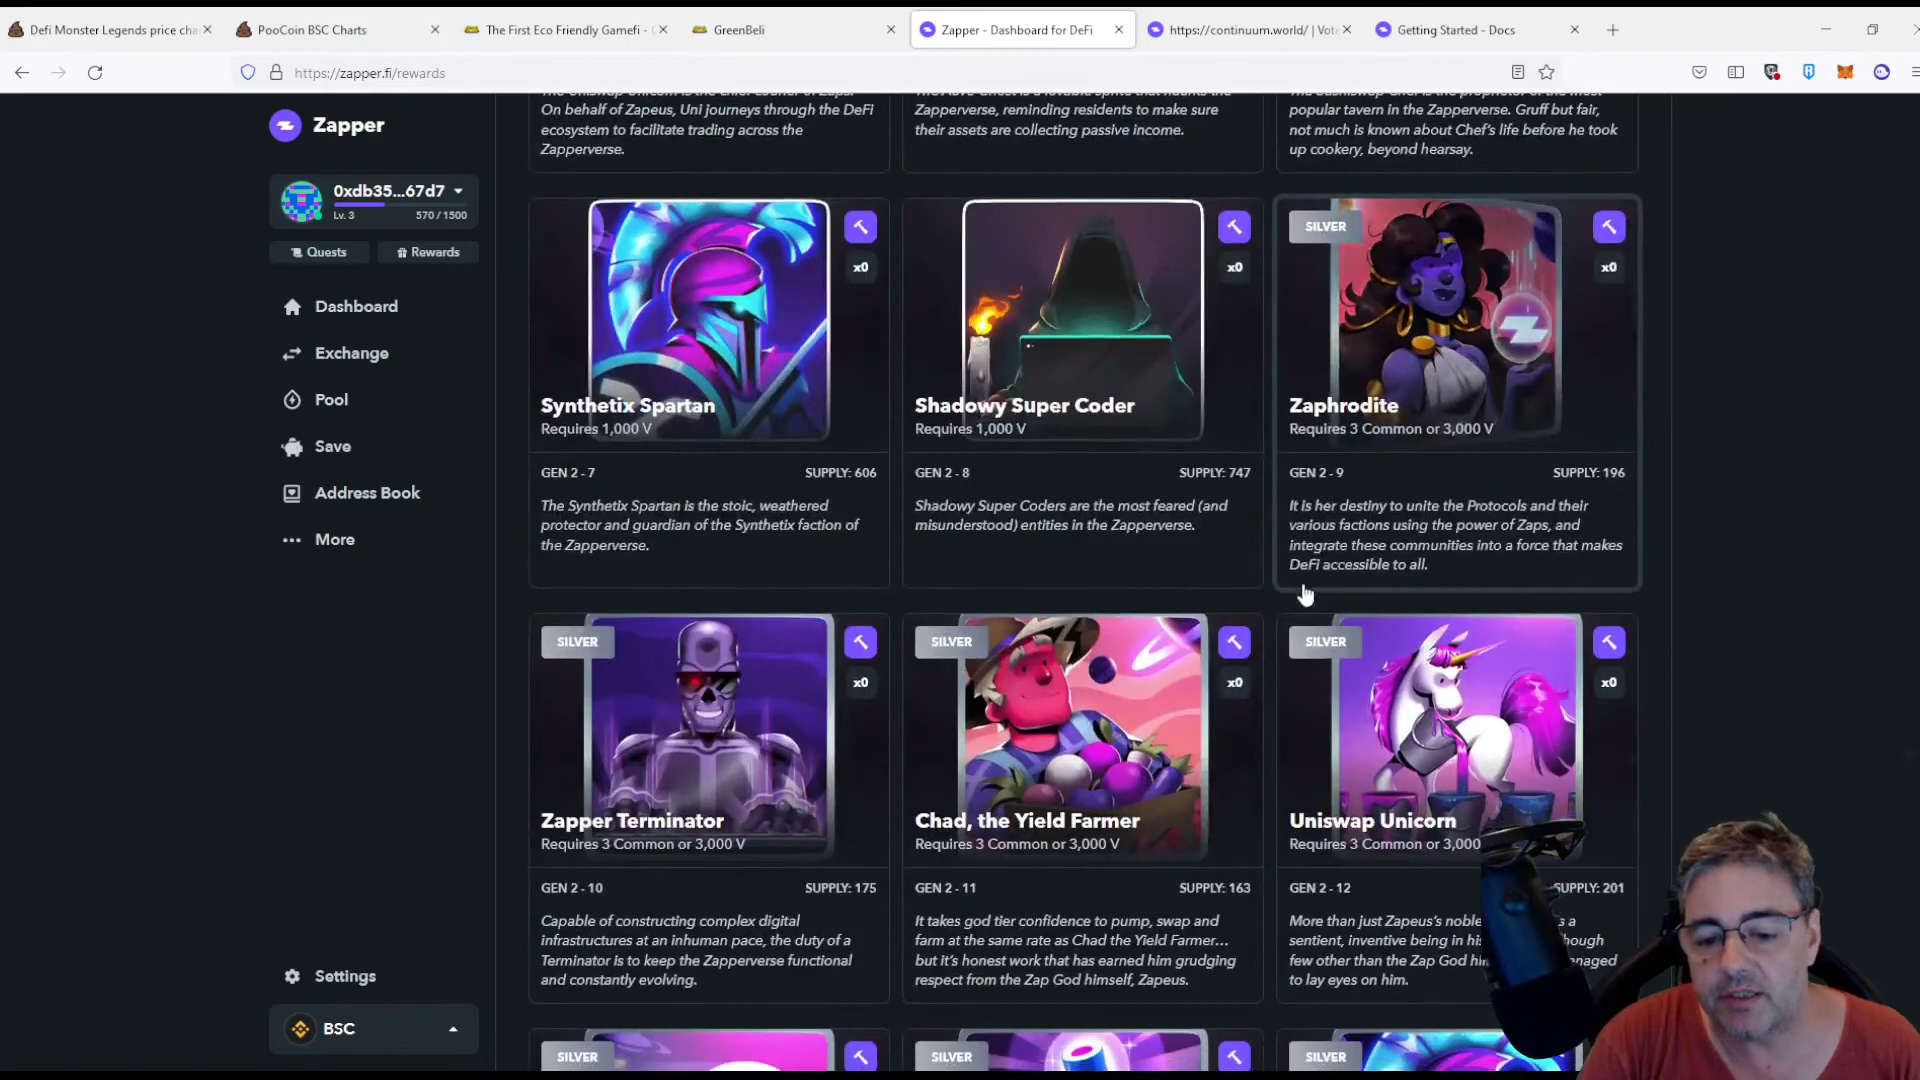 Defi Monster Legends price cha
PooCoin BSC Charts
The First Eco Friendly Gamefi -
GreenBeli
Zapper - Dashboard for DeFi
https://continuum.world/ | Vot
Getting Started - Docs
https://zapper.fi/rewards
Zapper
0xdb35...67d7
Lv. 3 570 / 1500
Quests
Rewards
Dashboard
Exchange
Pool
Save
Address Book
More
Settings
BSC
On behalf of Zapeus, Uni journeys through the DeFi
ecosystem to facilitate trading across the
Zapperverse.
Zapperverse, reminding residents to make sure
their assets are collecting passive income.
popular tavern in the Zapperverse. Gruff but fair,
not much is known about Chef's life before he took
up cookery, beyond hearsay.
x0
Synthetix Spartan
Requires 1,000 V
GEN 2 - 7 SUPPLY: 606
The Synthetix Spartan is the stoic, weathered
protector and guardian of the Synthetix faction of
the Zapperverse.
x0
Shadowy Super Coder
Requires 1,000 V
GEN 2 - 8 SUPPLY: 747
Shadowy Super Coders are the most feared (and
misunderstood) entities in the Zapperverse.
SILVER
x0
Zaphrodite
Requires 3 Common or 3,000 V
GEN 2 - 9 SUPPLY: 196
It is her destiny to unite the Protocols and their
various factions using the power of Zaps, and
integrate these communities into a force that makes
DeFi accessible to all.
SILVER
x0
Zapper Terminator
Requires 3 Common or 3,000 V
GEN 2 - 10 SUPPLY: 175
Capable of constructing complex digital
infrastructures at an inhuman pace, the duty of a
Terminator is to keep the Zapperverse functional
and constantly evolving.
SILVER
x0
Chad, the Yield Farmer
Requires 3 Common or 3,000 V
GEN 2 - 11 SUPPLY: 163
It takes god tier confidence to pump, swap and
farm at the same rate as Chad the Yield Farmer...
but it's honest work that has earned him grudging
respect from the Zap God himself, Zapeus.
SILVER
x0
Uniswap Unicorn
Requires 3 Common or 3,000
GEN 2 - 12 SUPPLY: 201
More than just Zapeus's noble s a
sentient, inventive being in his ough
few other than the Zap God hi naged
to lay eyes on him.
SILVER
SILVER
SILVER